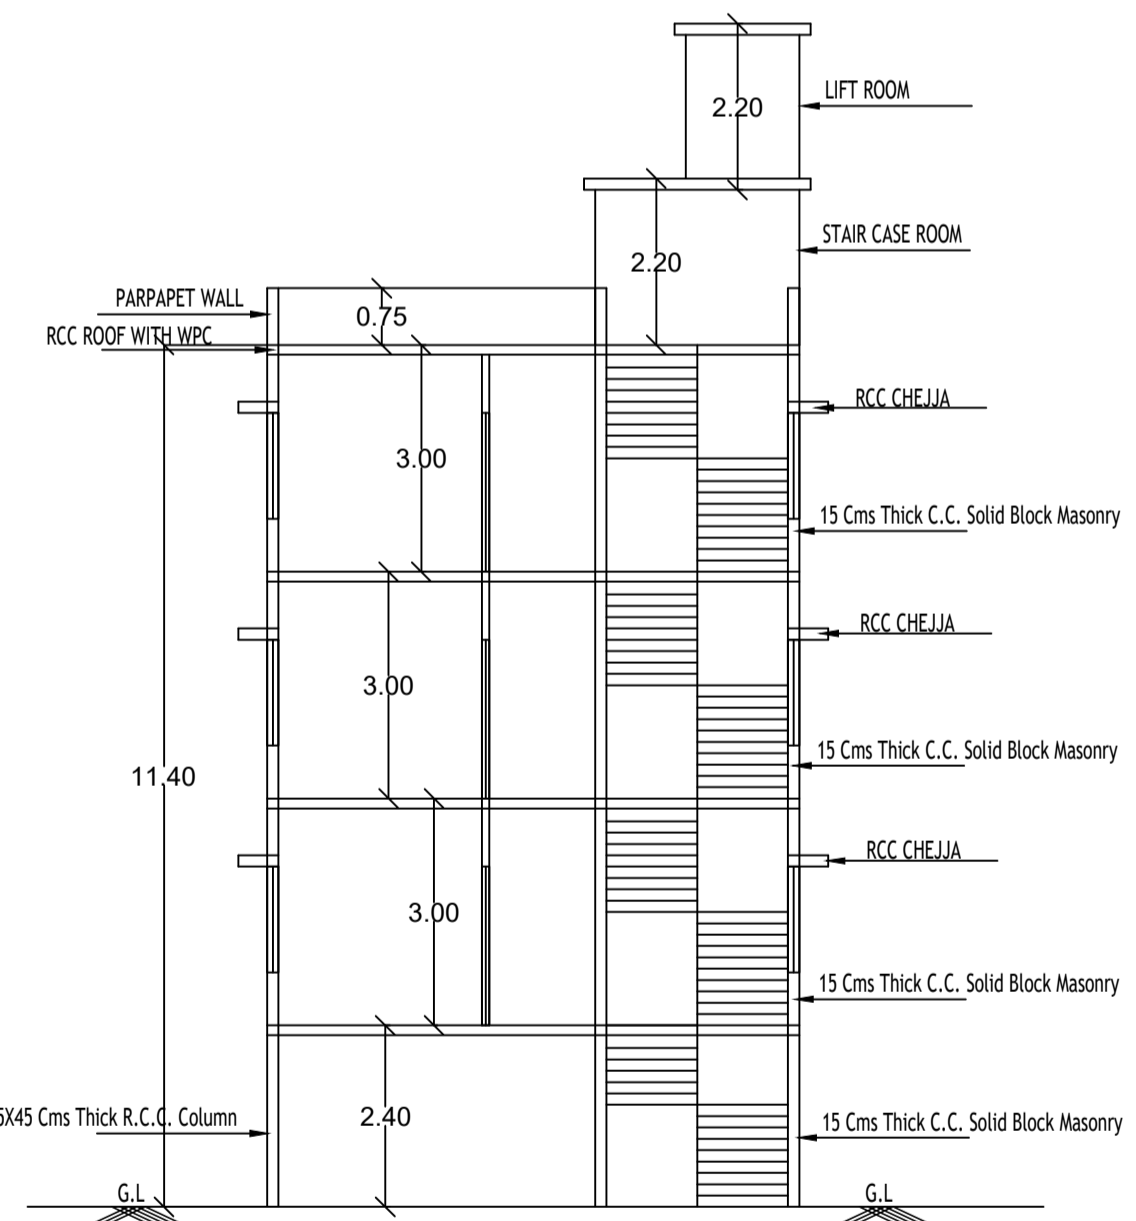 LIFT ROOM
2.20
STAIR CASE ROOM
2.20
PARPAPET WALL
0.75
RCC ROOF WITH WPC
RCC CHEJJA
3.00
15 Cms Thick C.C. Solid Block Masonry
RCC CHEJJA
3.00
15 Cms Thick C.C. Solid Block Masonry
11.40
RCC CHEJJA
3.00
15 Cms Thick C.C. Solid Block Masonry
5X45 Cms Thick R.C.C. Column
2.40
15 Cms Thick C.C. Solid Block Masonry
G.L
G.L